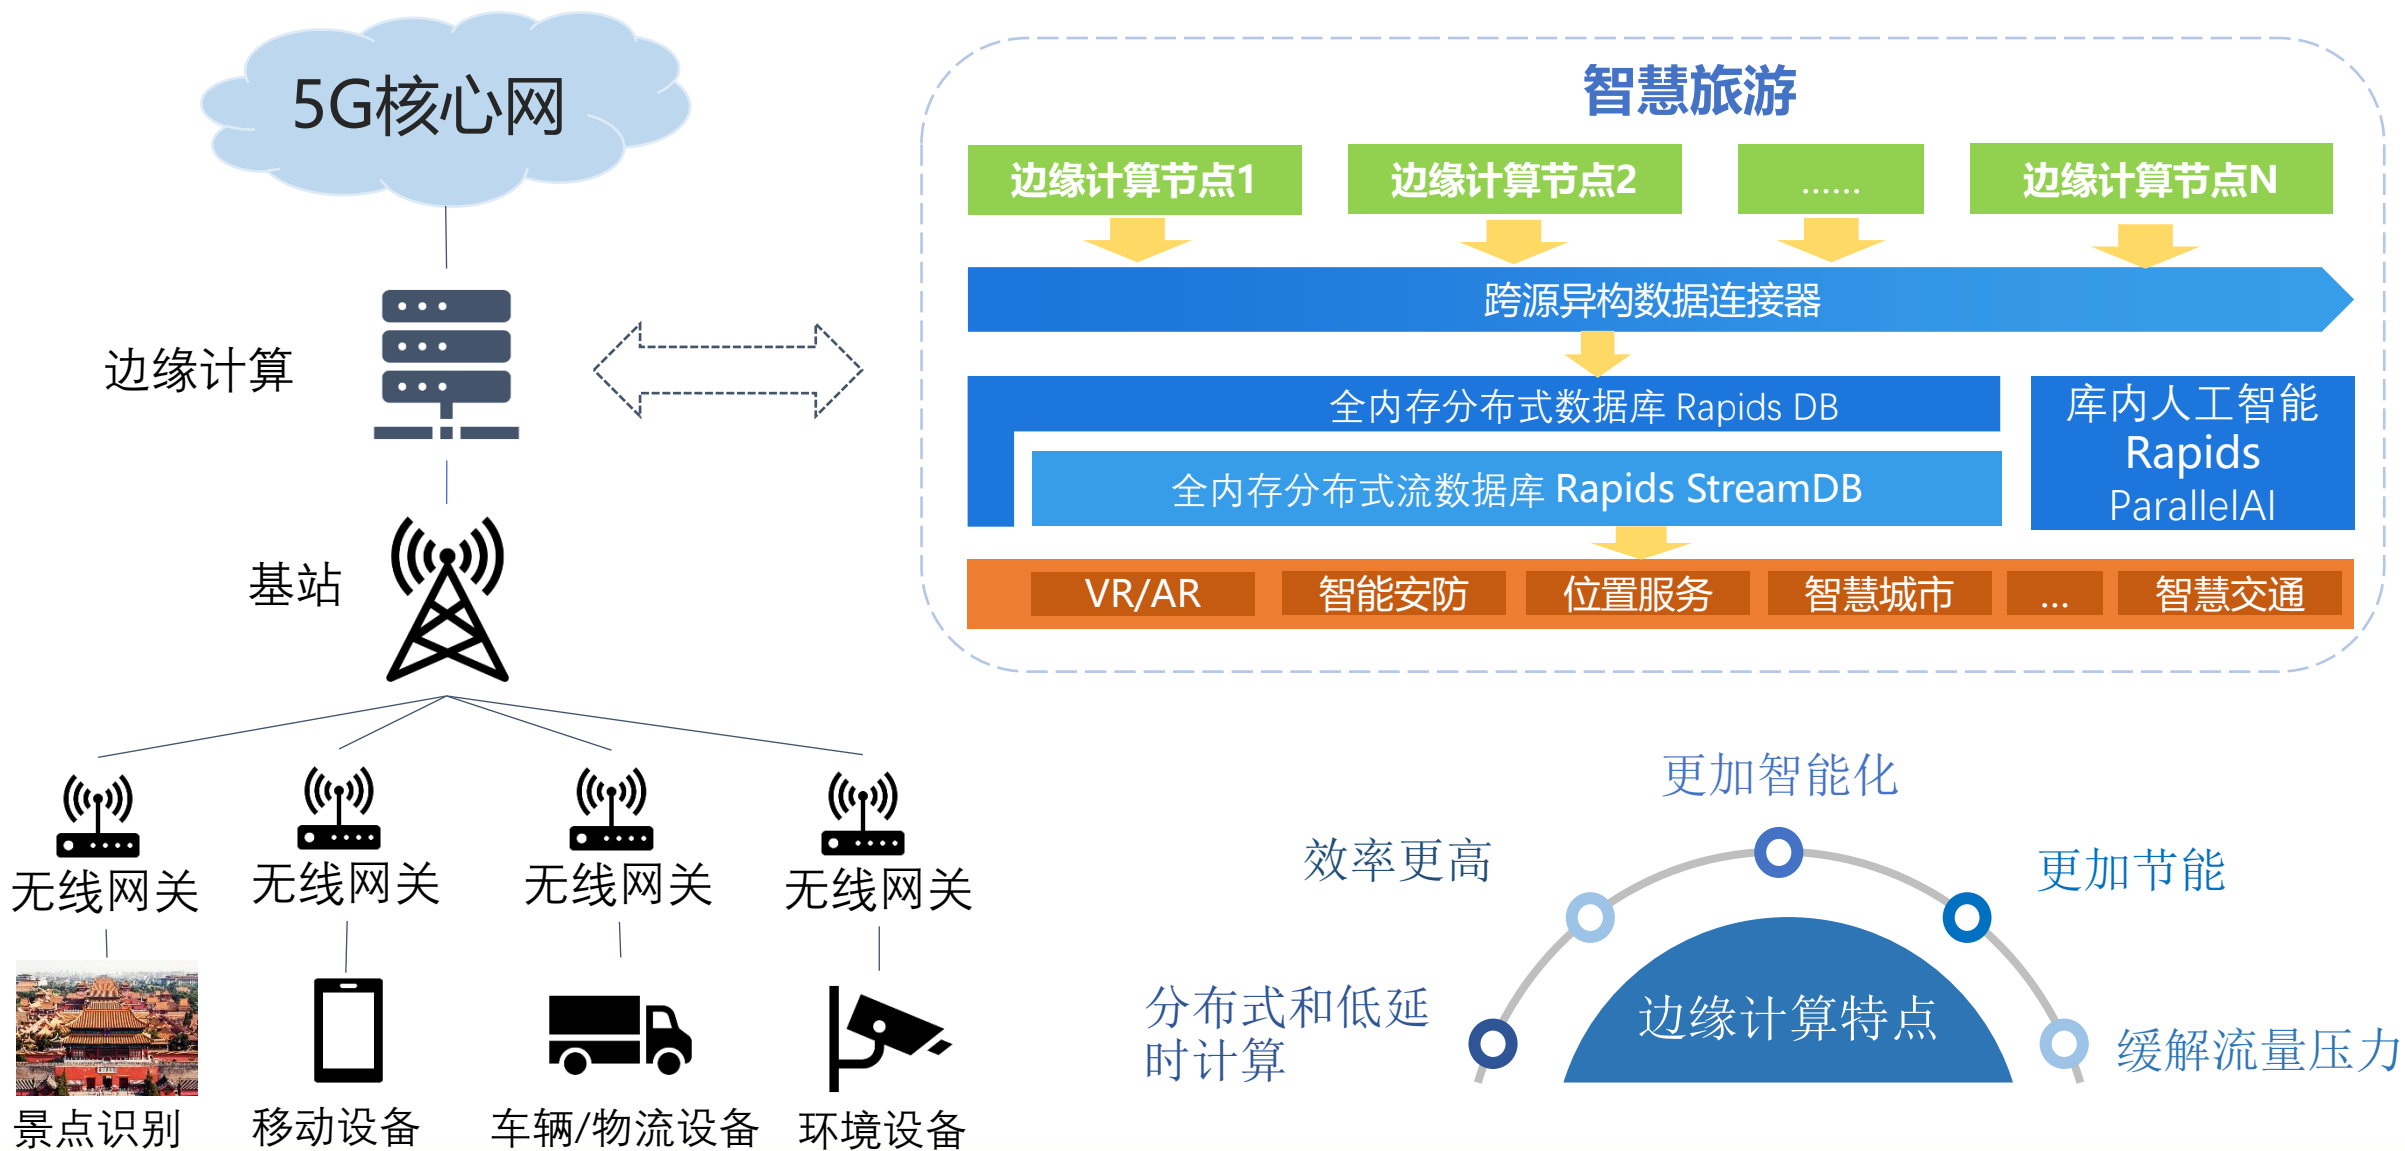 5G核心网
边缘计算
基站
无线网关
无线网关
无线网关
无线网关
景点识别
移动设备
车辆/物流设备
环境设备
智慧旅游
边缘计算节点1
边缘计算节点2
……
边缘计算节点N
跨源异构数据连接器
全内存分布式数据库 Rapids DB
全内存分布式流数据库 Rapids StreamDB
库内人工智能
Rapids
ParallelAI
VR/AR
智能安防
位置服务
智慧城市
...
智慧交通
更加智能化
效率更高
更加节能
分布式和低延
时计算
缓解流量压力
边缘计算特点